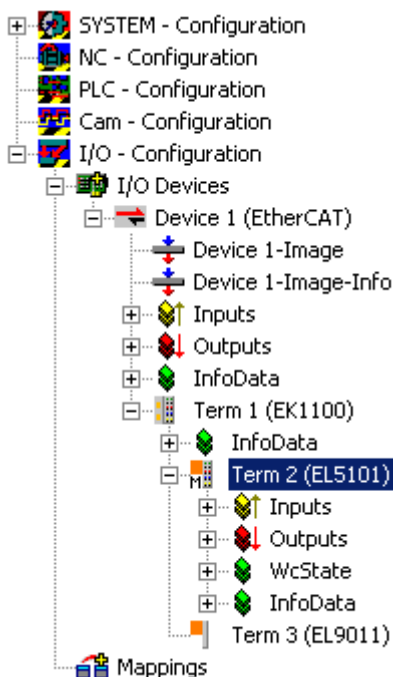 SYSTEM - Configuration
NC - Configuration
PLC - Configuration
Cam - Configuration
I/O - Configuration
I/O Devices
Device 1 (EtherCAT)
Device 1-Image
Device 1-Image-Info
Inputs
Outputs
InfoData
Term 1 (EK1100)
InfoData
M Term 2 (EL5101)
Inputs
Outputs
WcState
InfoData
Term 3 (EL9011)
Mappings